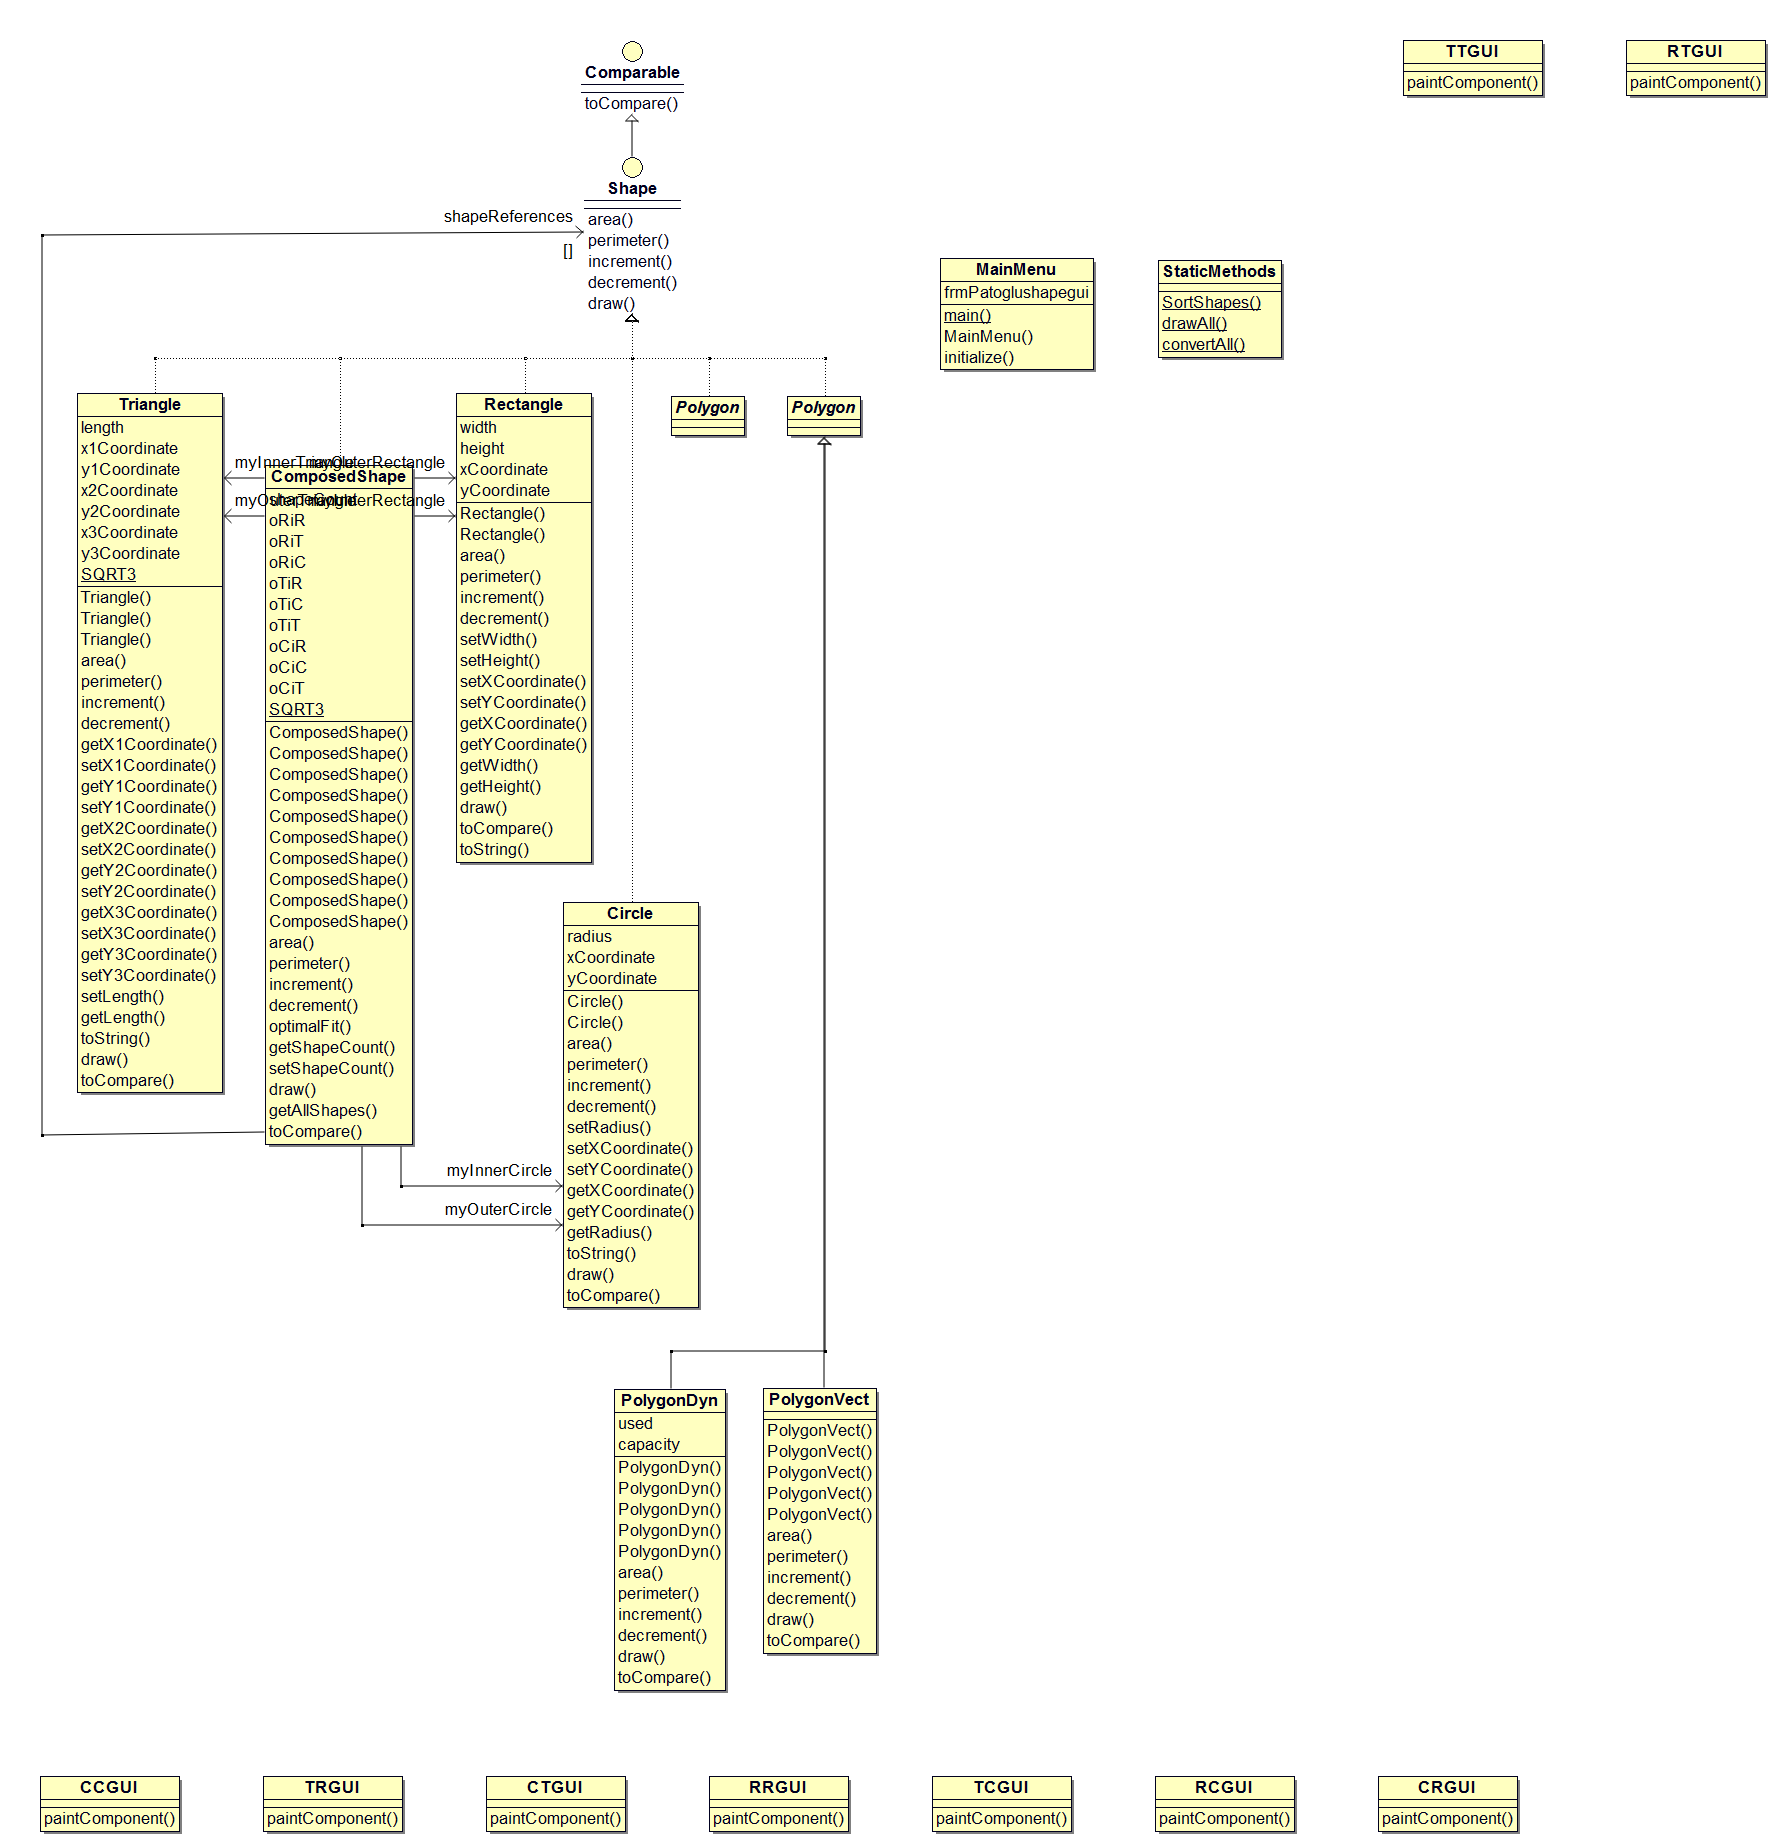 Comparable
toCompare()
Shape
area()
perimeter()
increment()
decrement()
draw()
shapeReferences
[]
TTGUI
paintComponent()
RTGUI
paintComponent()
MainMenu
frmPatoglushapegui
main()
MainMenu()
initialize()
StaticMethods
SortShapes()
drawAll()
convertAll()
Triangle
length
x1Coordinate
y1Coordinate
x2Coordinate
y2Coordinate
x3Coordinate
y3Coordinate
SQRT3
Triangle()
Triangle()
Triangle()
area()
perimeter()
increment()
decrement()
getX1Coordinate()
setX1Coordinate()
getY1Coordinate()
setY1Coordinate()
getX2Coordinate()
setX2Coordinate()
getY2Coordinate()
setY2Coordinate()
getX3Coordinate()
setX3Coordinate()
getY3Coordinate()
setY3Coordinate()
setLength()
getLength()
toString()
draw()
toCompare()
myInnerTriangle
myOuterRectangle
myOuterTriangle
myInnerRectangle
ComposedShape
shapeCount
oRiR
oRiT
oRiC
oTiR
oTiC
oTiT
oCiR
oCiC
oCiT
SQRT3
ComposedShape()
ComposedShape()
ComposedShape()
ComposedShape()
ComposedShape()
ComposedShape()
ComposedShape()
ComposedShape()
ComposedShape()
ComposedShape()
area()
perimeter()
increment()
decrement()
optimalFit()
getShapeCount()
setShapeCount()
draw()
getAllShapes()
toCompare()
Rectangle
width
height
xCoordinate
yCoordinate
Rectangle()
Rectangle()
area()
perimeter()
increment()
decrement()
setWidth()
setHeight()
setXCoordinate()
setYCoordinate()
getXCoordinate()
getYCoordinate()
getWidth()
getHeight()
draw()
toCompare()
toString()
Polygon
Polygon
myInnerCircle
myOuterCircle
Circle
radius
xCoordinate
yCoordinate
Circle()
Circle()
area()
perimeter()
increment()
decrement()
setRadius()
setXCoordinate()
setYCoordinate()
getXCoordinate()
getYCoordinate()
getRadius()
toString()
draw()
toCompare()
PolygonDyn
used
capacity
PolygonDyn()
PolygonDyn()
PolygonDyn()
PolygonDyn()
PolygonDyn()
area()
perimeter()
increment()
decrement()
draw()
toCompare()
PolygonVect
PolygonVect()
PolygonVect()
PolygonVect()
PolygonVect()
PolygonVect()
area()
perimeter()
increment()
decrement()
draw()
toCompare()
CCGUI
paintComponent()
TRGUI
paintComponent()
CTGUI
paintComponent()
RRGUI
paintComponent()
TCGUI
paintComponent()
RCGUI
paintComponent()
CRGUI
paintComponent()